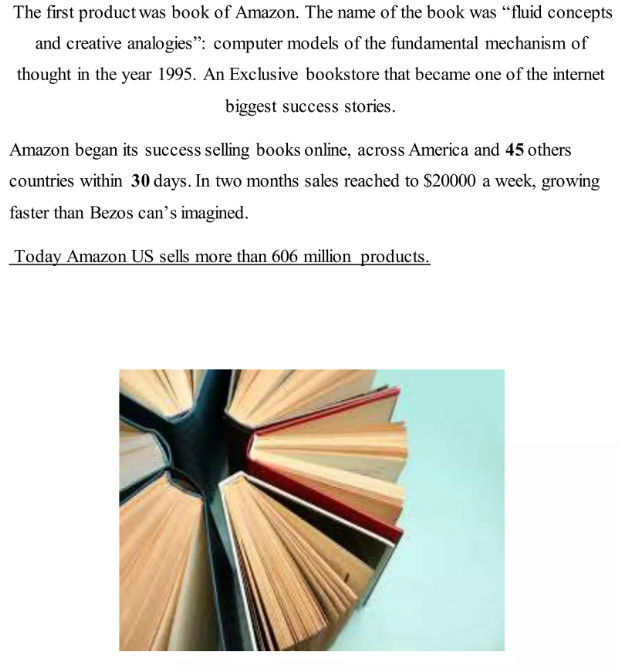 The first product was book of Amazon. The name of the book was “fluid concepts
and creative analogies”: computer models of the fundamental mechanism of
thought in the year 1995. An Exclusive bookstore that became one of the internet
biggest success stories.
Amazon began its success selling books online, across America and 45 others
countries within 30 days. In two months sales reached to $20000 a week, growing
faster than Bezos can’s imagined.
Today Amazon US sells more than 606 million products.